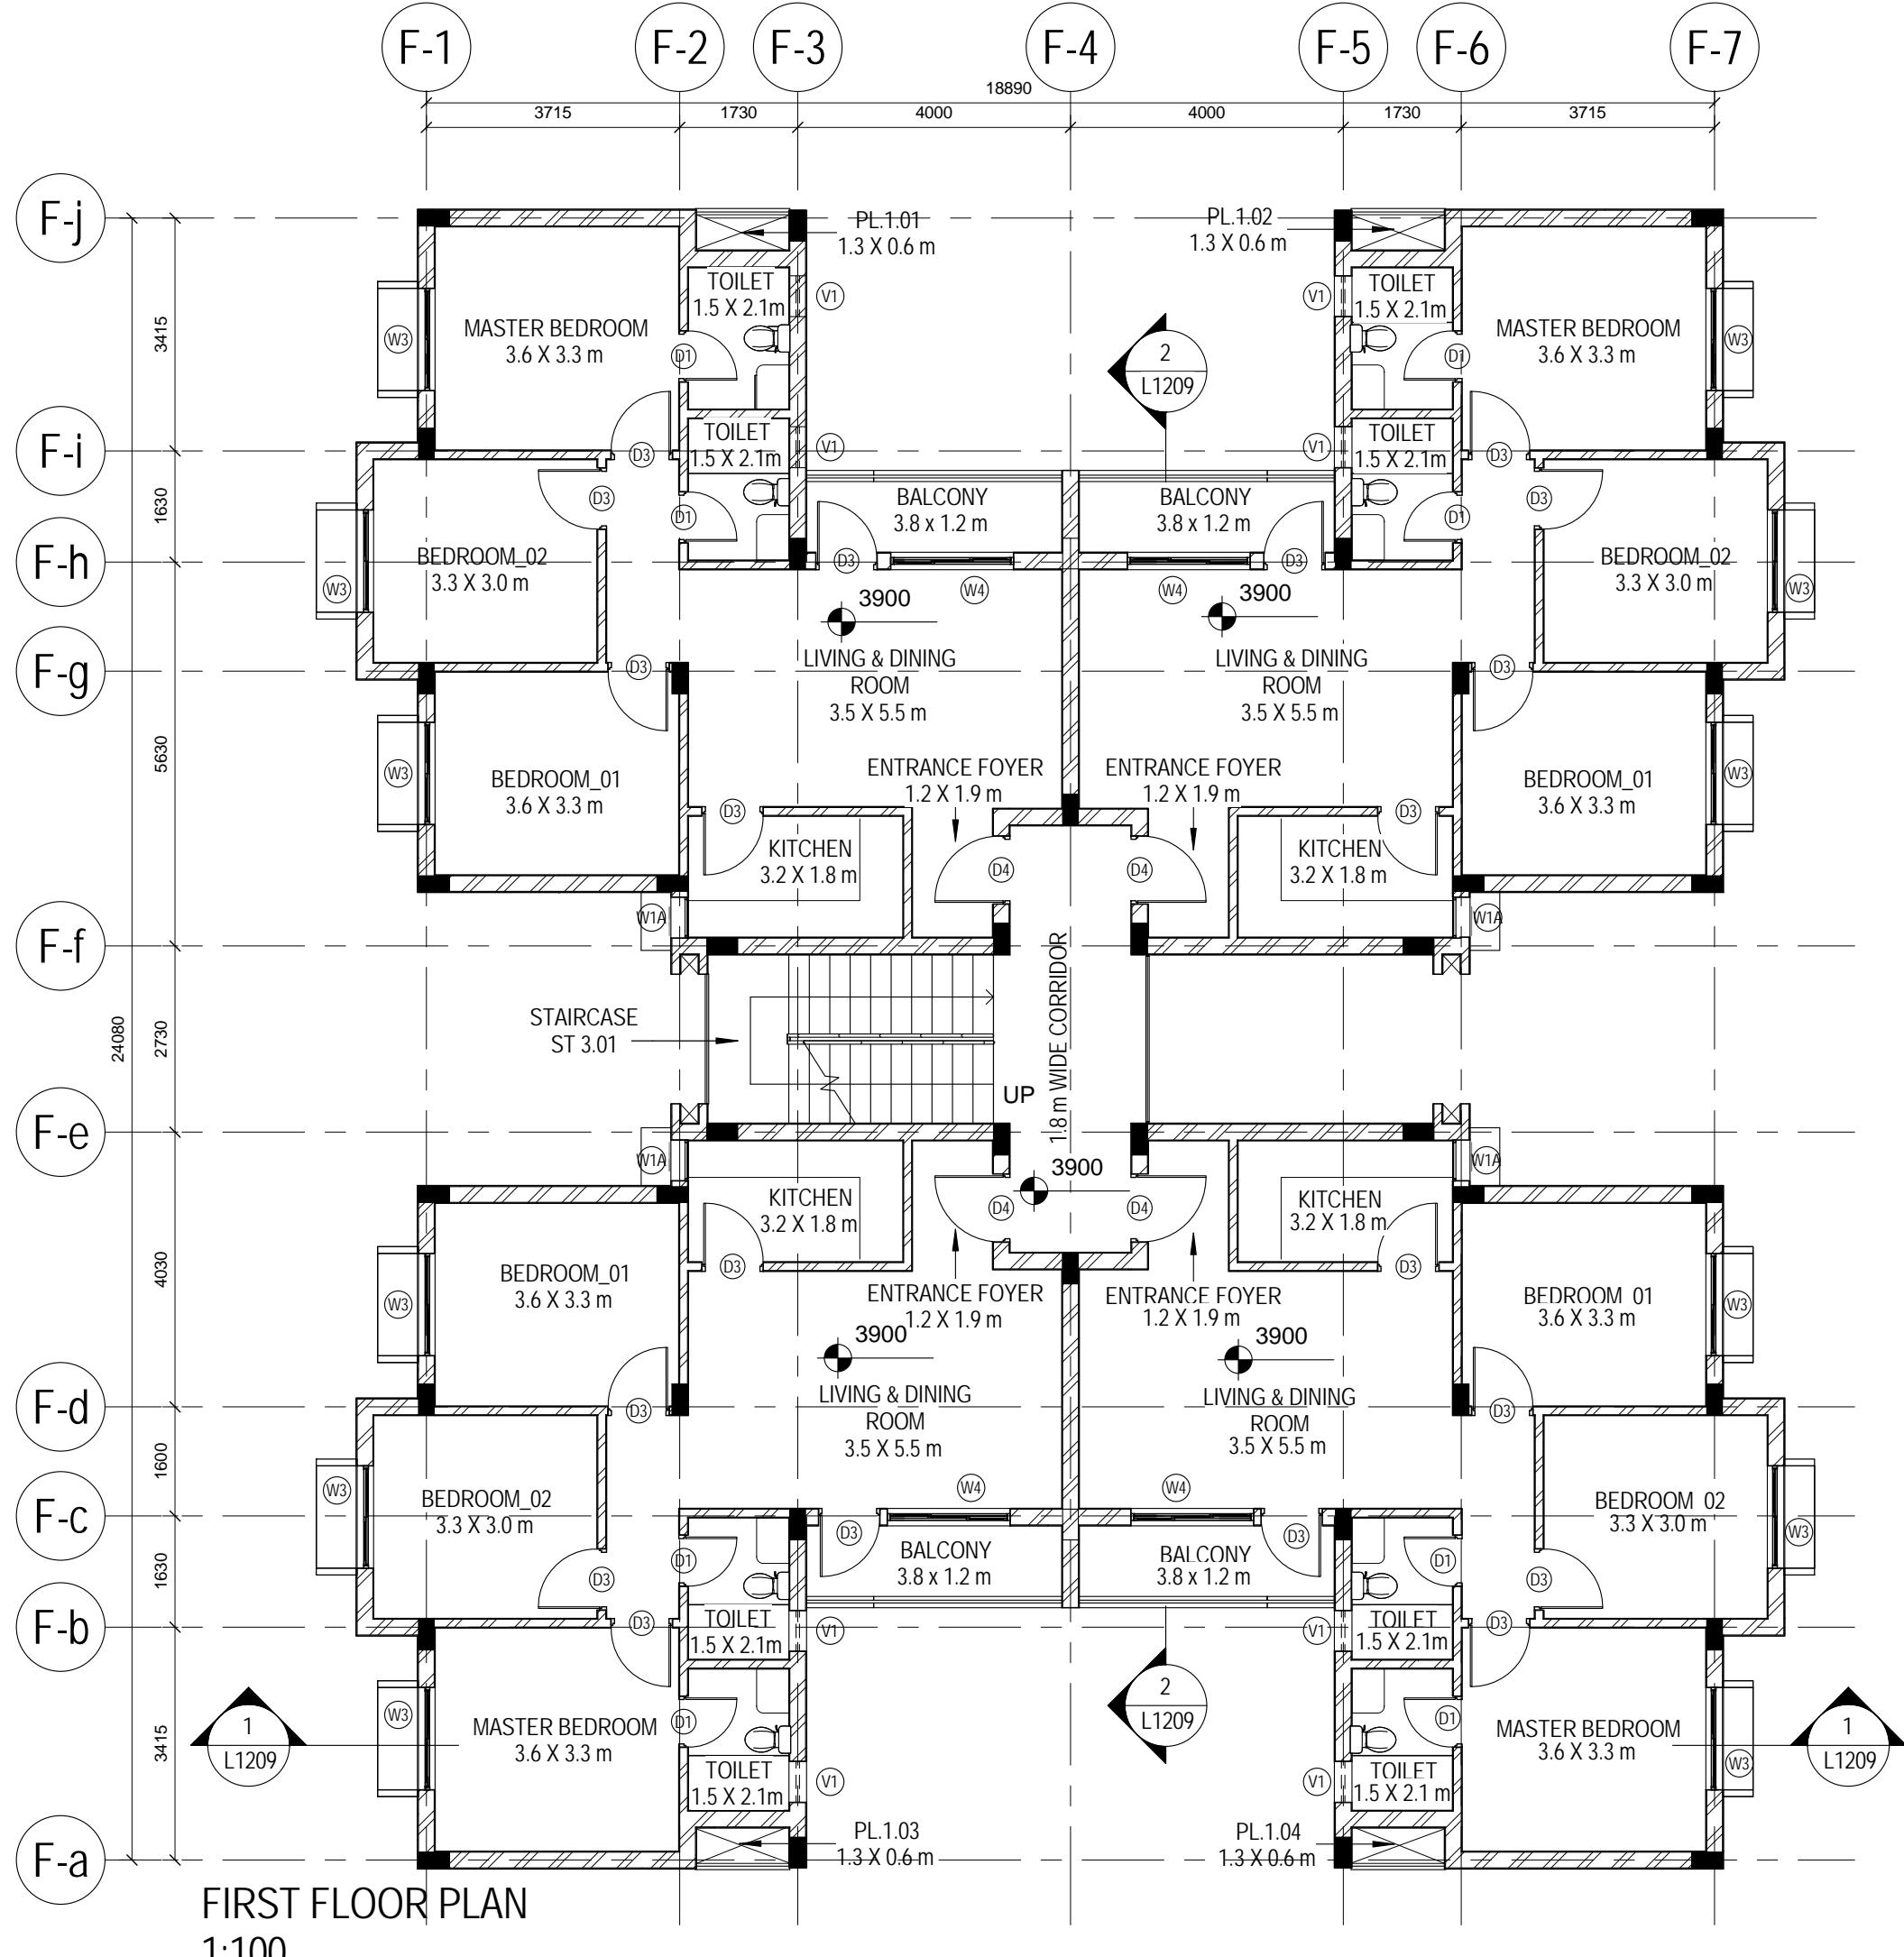 F-1 F-2 F-3 F-4 F-5 F-6 F-7
18890
3715 1730 4000 4000 1730 3715
F-j
PL.1.01 PL.1.02
1.3 X 0.6 m 1.3 X 0.6 m
TOILET TOILET
1.5 X 2.1m 1.5 X 2.1m
V1 V1
MASTER BEDROOM MASTER BEDROOM
3.6 X 3.3 m 3.6 X 3.3 m
W3 W3
3415
D1 D1
2
L1209
TOILET TOILET
1.5 X 2.1m 1.5 X 2.1m
V1 V1
F-i
D3 D3
D3 D3
1630
BALCONY BALCONY
3.8 x 1.2 m 3.8 x 1.2 m
D1 D1
F-h
BEDROOM_02 BEDROOM_02
3.3 X 3.0 m 3.3 X 3.0 m
D3 D3
W3 W4 W4 W3
3900 3900
F-g
D3 D3
LIVING & DINING LIVING & DINING
ROOM ROOM
3.5 X 5.5 m 3.5 X 5.5 m
5630
ENTRANCE FOYER ENTRANCE FOYER
1.2 X 1.9 m 1.2 X 1.9 m
W3 W3
BEDROOM_01 BEDROOM_01
3.6 X 3.3 m 3.6 X 3.3 m
D3 D3
KITCHEN KITCHEN
3.2 X 1.8 m 3.2 X 1.8 m
D4 D4
W1A W1A
F-f
1.8 m WIDE CORRIDOR
STAIRCASE
ST 3.01
24080
2730
UP
F-e
W1A W1A
3900
KITCHEN KITCHEN
3.2 X 1.8 m 3.2 X 1.8 m
D4 D4
4030
D3 D3
BEDROOM_01 BEDROOM_01
3.6 X 3.3 m 3.6 X 3.3 m
W3 W3
ENTRANCE FOYER ENTRANCE FOYER
1.2 X 1.9 m 1.2 X 1.9 m
3900 3900
LIVING & DINING LIVING & DINING
ROOM ROOM
3.5 X 5.5 m 3.5 X 5.5 m
F-d
D3 D3
1600
W3 W4 W4 W3
BEDROOM_02 BEDROOM_02
3.3 X 3.0 m 3.3 X 3.0 m
F-c
D3 D3
BALCONY BALCONY
3.8 x 1.2 m 3.8 x 1.2 m
D1 D1
1630
D3 D3
TOILET TOILET
1.5 X 2.1m 1.5 X 2.1m
F-b
D3 D3
V1 V1
2
L1209
W3 W3
D1 D1
MASTER BEDROOM MASTER BEDROOM
3.6 X 3.3 m 3.6 X 3.3 m
1 1
L1209 L1209
3415
TOILET TOILET
1.5 X 2.1m 1.5 X 2.1 m
V1 V1
PL.1.03 PL.1.04
1.3 X 0.6 m 1.3 X 0.6 m
F-a
FIRST FLOOR PLAN
1:100